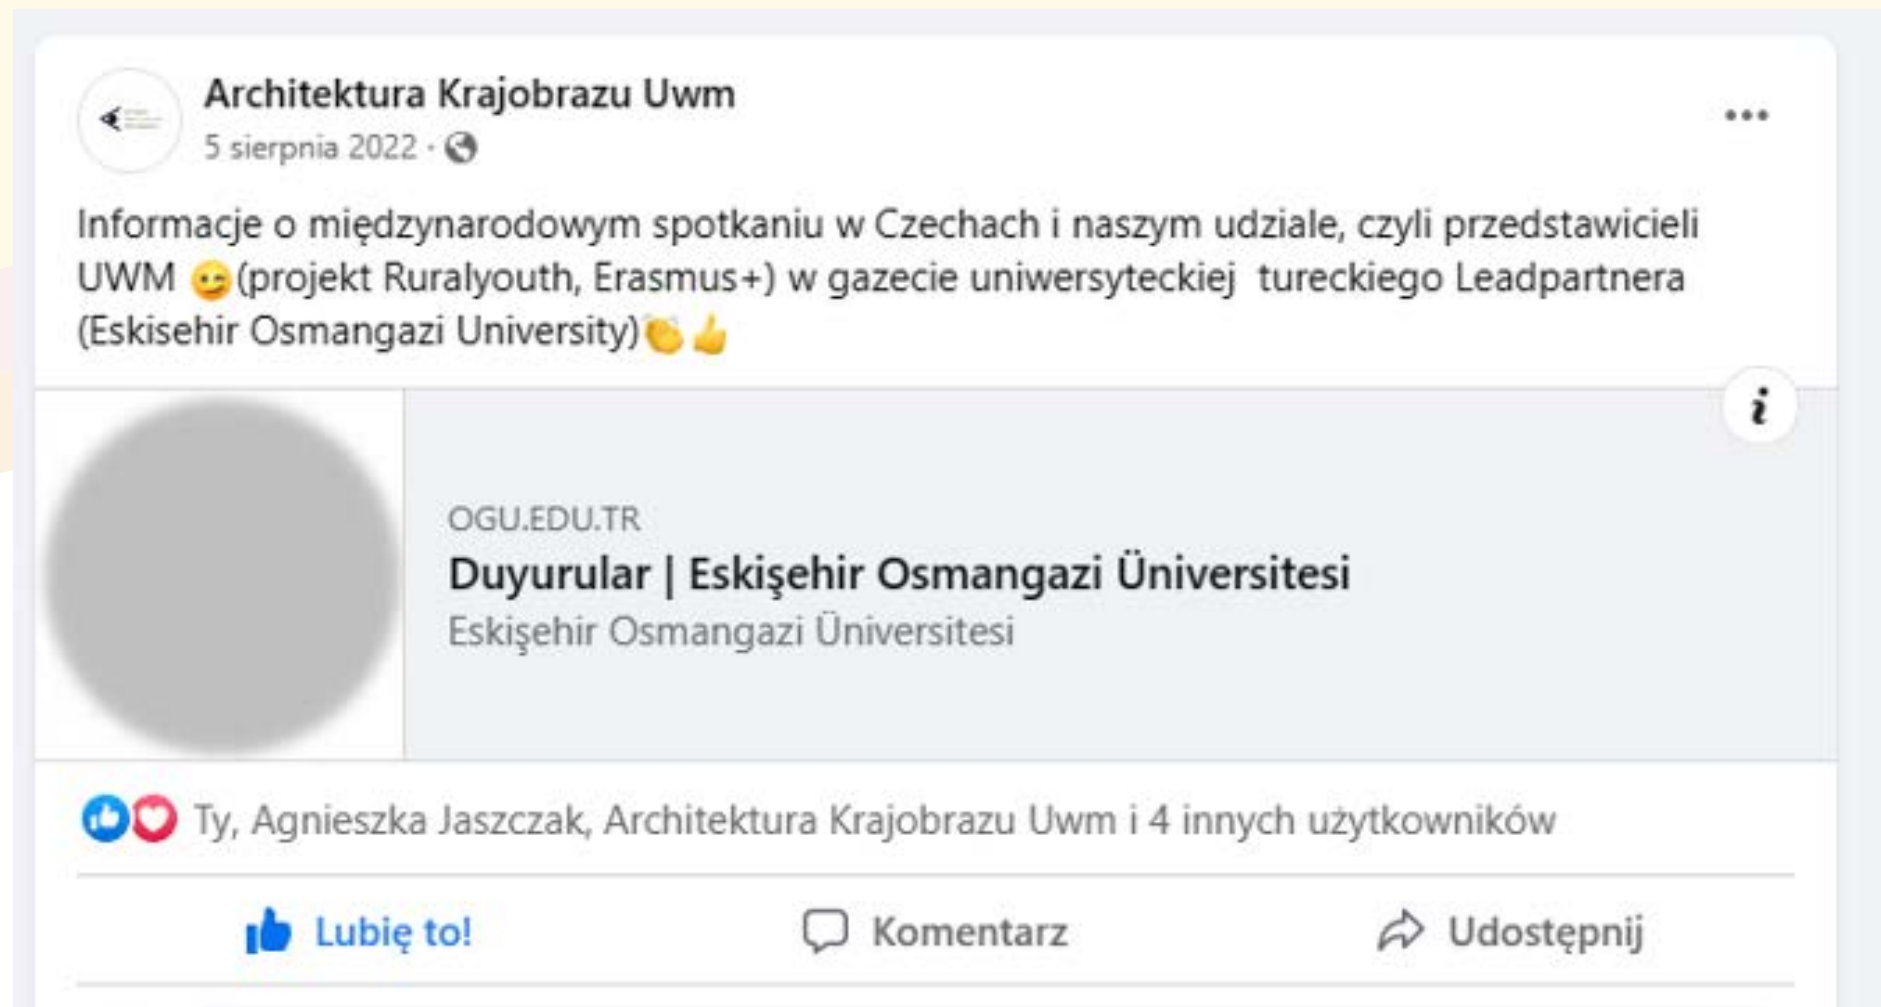 Architektura Krajobrazu Uwm
5 sierpnia 2022 ·
Informacje o międzynarodowym spotkaniu w Czechach i naszym udziale, czyli przedstawicieli
UWM 😉(projekt Ruralyouth, Erasmus+) w gazecie uniwersyteckiej tureckiego Leadpartnera
(Eskisehir Osmangazi University)👏👍
i
OGU.EDU.TR
Duyurular | Eskişehir Osmangazi Üniversitesi
Eskişehir Osmangazi Üniversitesi
Ty, Agnieszka Jaszczak, Architektura Krajobrazu Uwm i 4 innych użytkowników
Lubię to! Komentarz Udostępnij